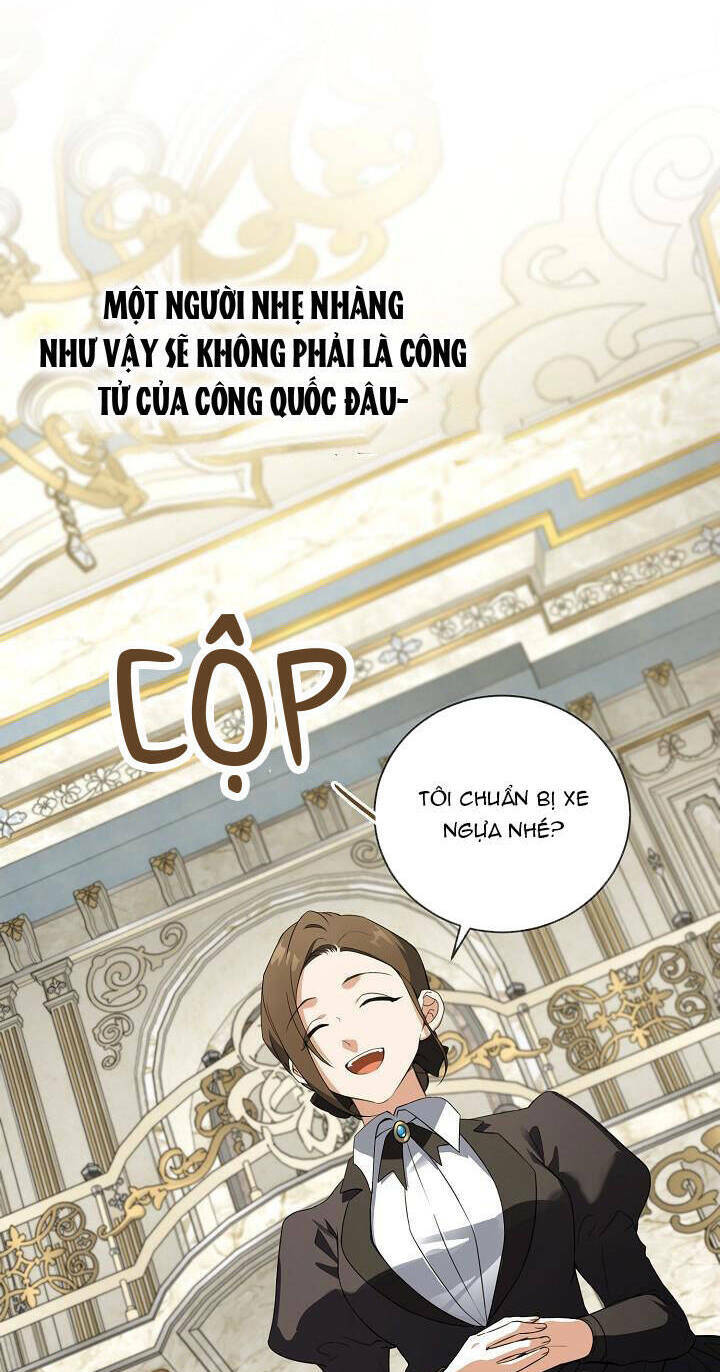 MỘT NGƯỜI NHẸ NHÀNG
NHƯ VẬY SẼ KHÔNG PHẢI LÀ CÔNG
TỬ CỦA CÔNG QUỐC ĐÂU-
CỘP
TÔI CHUẨN BỊ XE
NGỰA NHÉ?